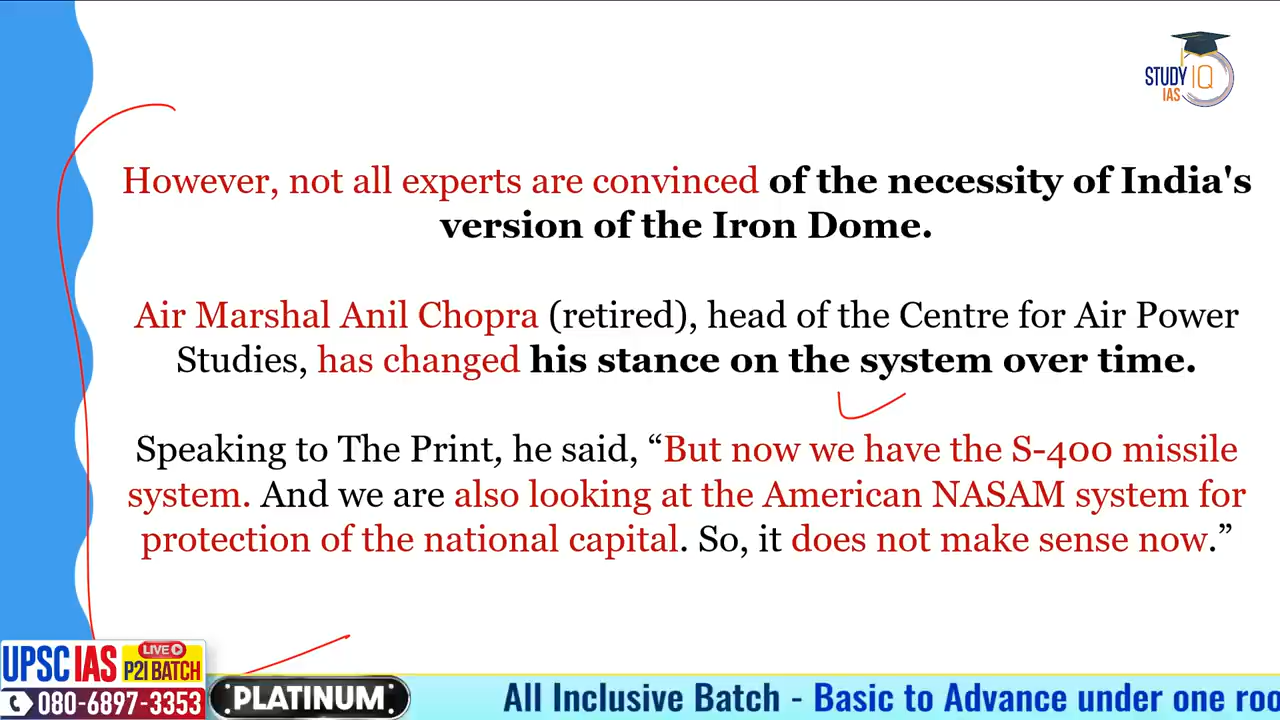 STUDY IQ
IAS
However, not all experts are convinced of the necessity of India's
version of the Iron Dome.
Air Marshal Anil Chopra (retired), head of the Centre for Air Power
Studies, has changed his stance on the system over time.
Speaking to The Print, he said, “But now we have the S-400 missile
system. And we are also looking at the American NASAM system for
protection of the national capital. So, it does not make sense now.”
UPSC IAS LIVE P2I BATCH
080-6897-3353
PLATINUM
All Inclusive Batch - Basic to Advance under one roo